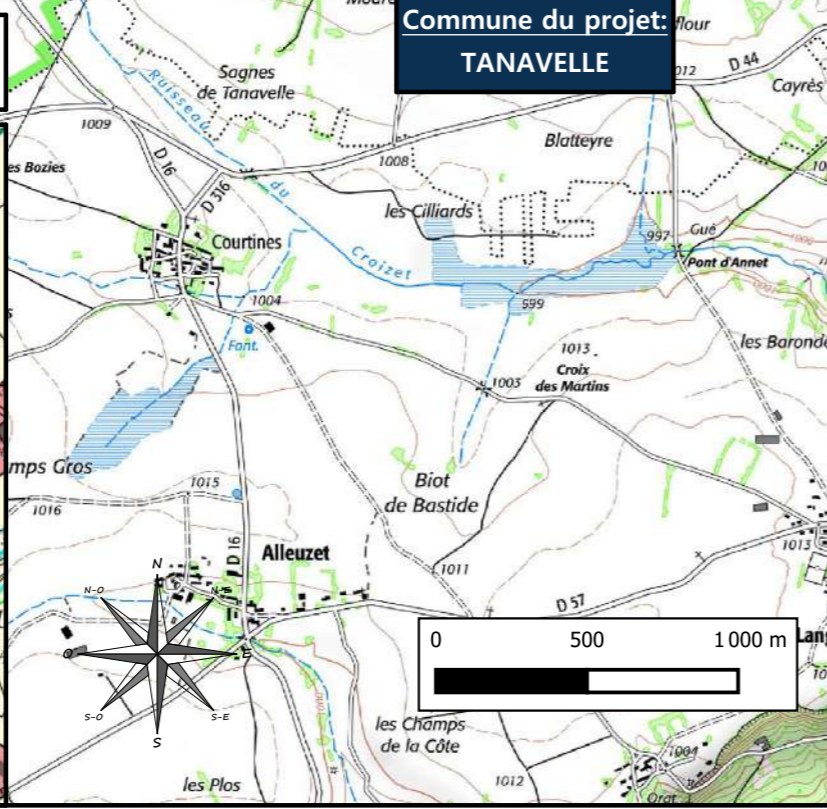 Commune du projet:
TANAVELLE
flour
1012
D 44
Cayrès
Sagnes
de Tanavelle
Ruisseau du Croizet
1009
D 16
D 316
1008
Blatteyre
es Bozies
les Cilliards
Courtines
997
Gué
Pont d'Annet
1004
Font.
599
les Baronde
1013
Croix
des Martins
1003
mps Gros
1015
1016
Biot
de Bastide
D 16
Alleuzet
1011
1013
D 57
N
N-O
N-E
O
E
S-O
S-E
S
0 500 1 000 m
Lang
les Champs
de la Côte
1004
1012
les Plos
Orat